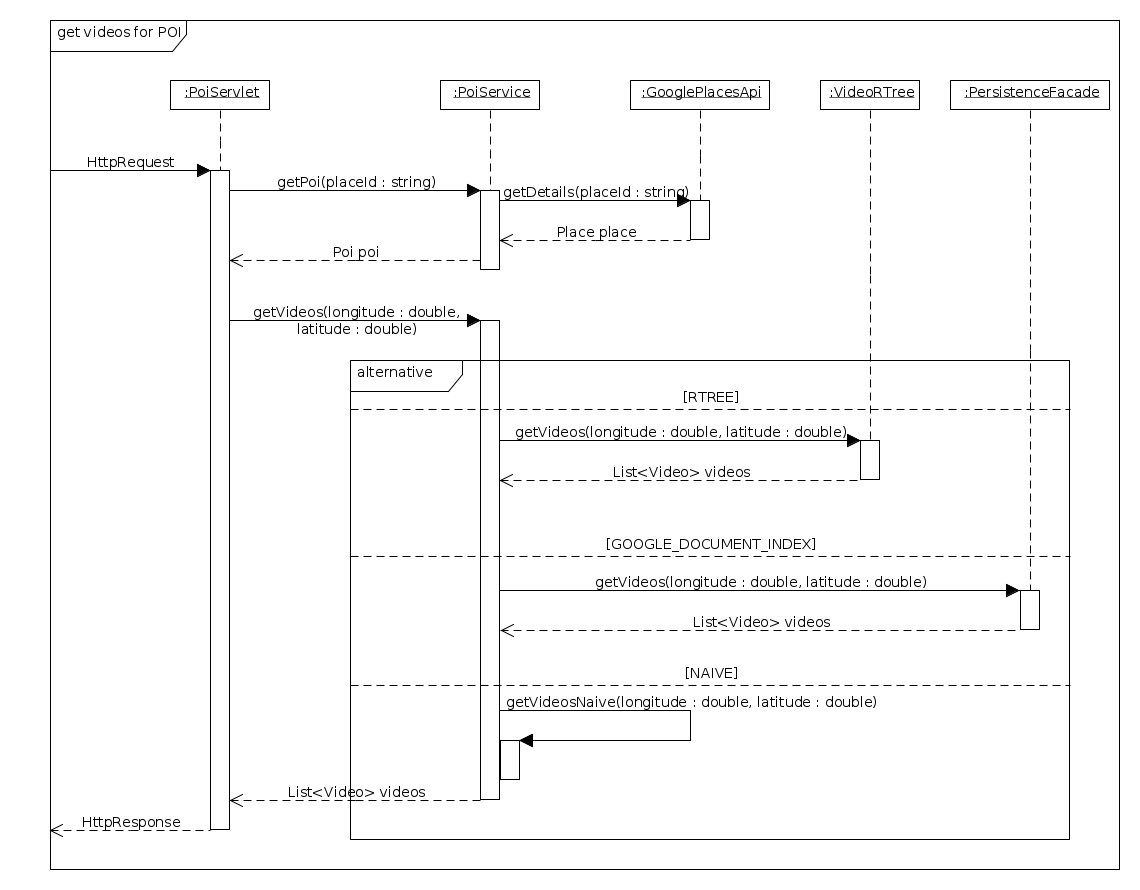 get videos for POI
:PoiServlet
:PoiService
:GooglePlacesApi
:VideoRTree
:PersistenceFacade
HttpRequest
getPoi(placeId : string)
getDetails(placeId : string)
Place place
Poi poi
getVideos(longitude : double,
latitude : double)
alternative
[RTREE]
getVideos(longitude : double, latitude : double)
List<Video> videos
[GOOGLE_DOCUMENT_INDEX]
getVideos(longitude : double, latitude : double)
List<Video> videos
[NAIVE]
getVideosNaive(longitude : double, latitude : double)
List<Video> videos
HttpResponse